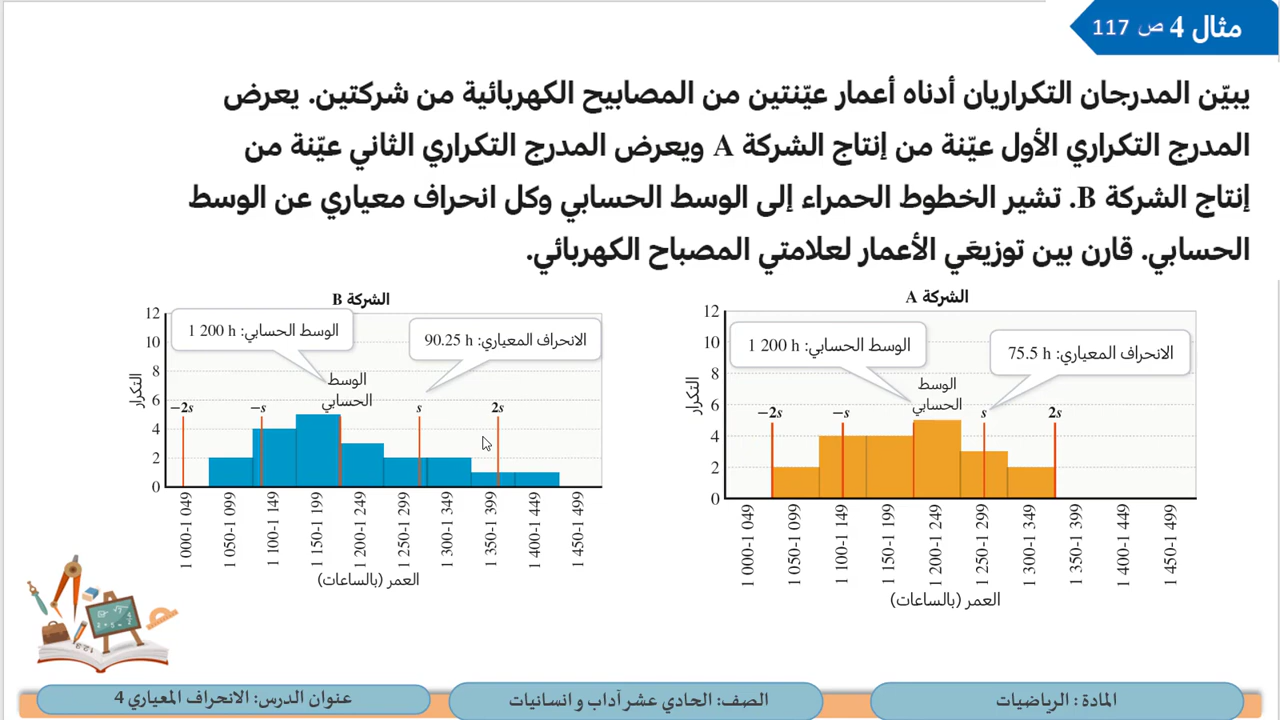 مثال 4 ص 117
يبيّن المدرجان التكراريان أدناه أعمار عيّنتين من المصابيح الكهربائية من شركتين. يعرض
المدرج التكراري الأول عيّنة من إنتاج الشركة A ويعرض المدرج التكراري الثاني عيّنة من
إنتاج الشركة B. تشير الخطوط الحمراء إلى الوسط الحسابي وكل انحراف معياري عن الوسط
الحسابي. قارن بين توزيعَي الأعمار لعلامتي المصباح الكهربائي.
الشركة A
الوسط الحسابي: 1 200 h
الانحراف المعياري: 75.5 h
الوسط
الحسابي
−2s
−s
s
2s
التكرار
12
10
8
6
4
2
0
1 000-1 049
1 050-1 099
1 100-1 149
1 150-1 199
1 200-1 249
1 250-1 299
1 300-1 349
1 350-1 399
1 400-1 449
1 450-1 499
العمر (بالساعات)
الشركة B
الوسط الحسابي: 1 200 h
الانحراف المعياري: 90.25 h
الوسط
الحسابي
−2s
−s
s
2s
التكرار
12
10
8
6
4
2
0
1 000-1 049
1 050-1 099
1 100-1 149
1 150-1 199
1 200-1 249
1 250-1 299
1 300-1 349
1 350-1 399
1 400-1 449
1 450-1 499
العمر (بالساعات)
المادة : الرياضيات
الصف: الحادي عشر آداب و انسانيات
عنوان الدرس: الانحراف المعياري 4